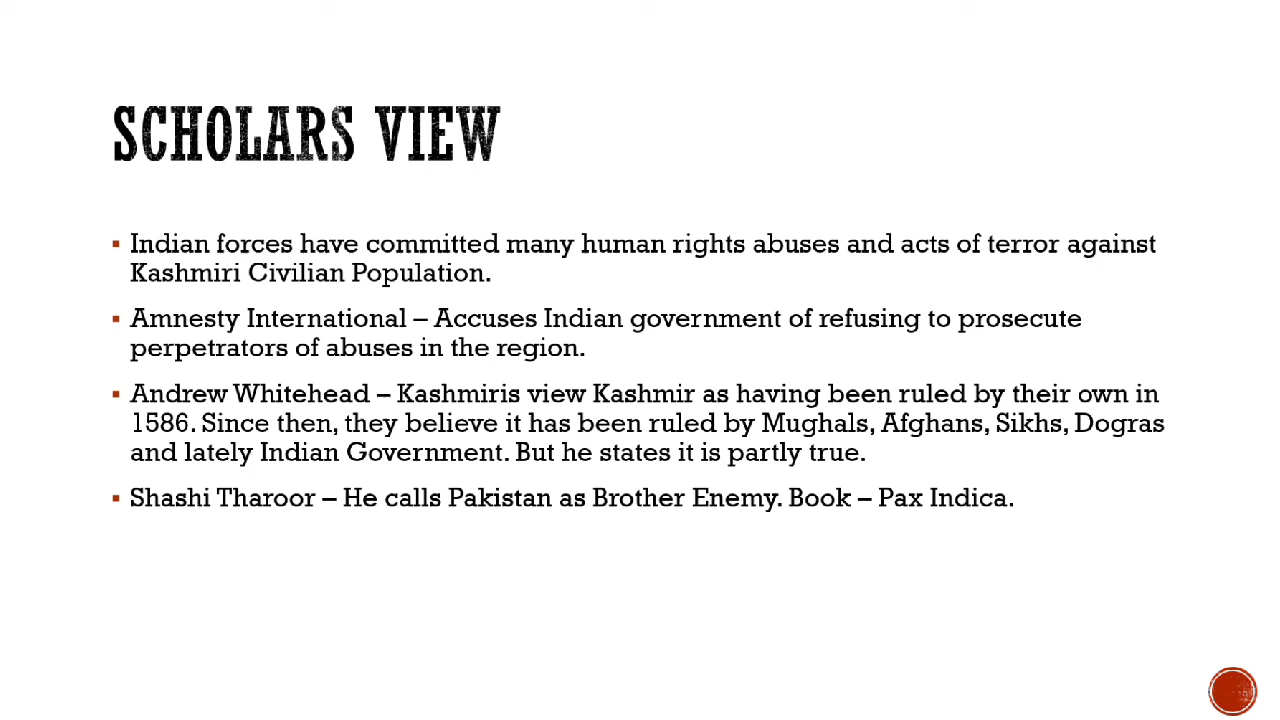 SCHOLARS VIEW
▪ Indian forces have committed many human rights abuses and acts of terror against
Kashmiri Civilian Population.
▪ Amnesty International – Accuses Indian government of refusing to prosecute
perpetrators of abuses in the region.
▪ Andrew Whitehead – Kashmiris view Kashmir as having been ruled by their own in
1586. Since then, they believe it has been ruled by Mughals, Afghans, Sikhs, Dogras
and lately Indian Government. But he states it is partly true.
▪ Shashi Tharoor – He calls Pakistan as Brother Enemy. Book – Pax Indica.